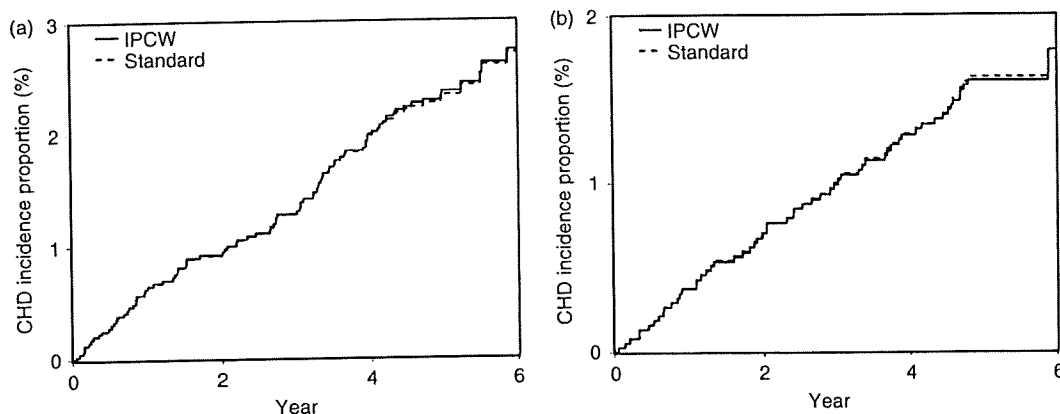 (a)
3
IPCW
Standard
2
1
0
CHD incidence proportion (%)
0
2
4
6
Year
(b)
2
IPCW
Standard
1
0
CHD incidence proportion (%)
0
2
4
6
Year